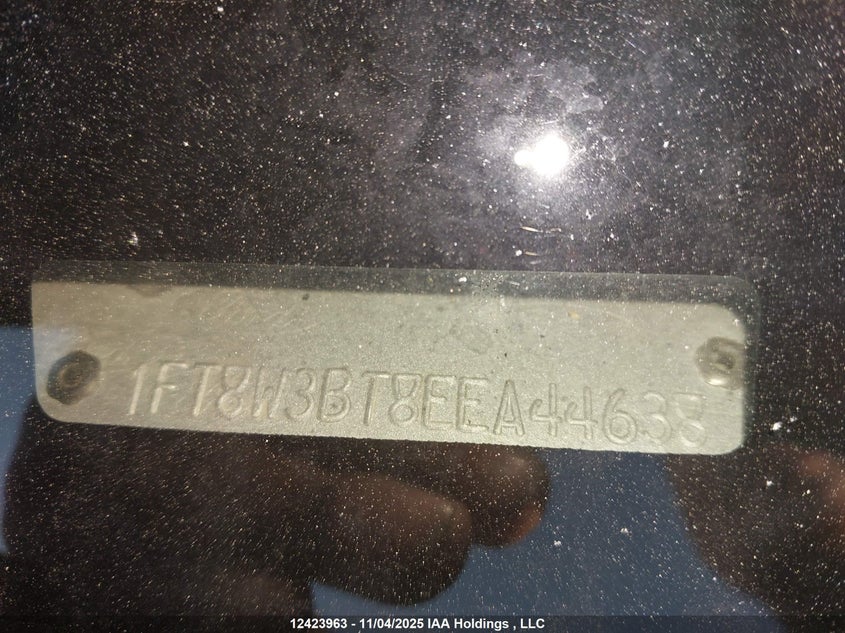 1FT8W3BT8EEA44638
12423963 - 11/04/2025 IAA Holdings , LLC